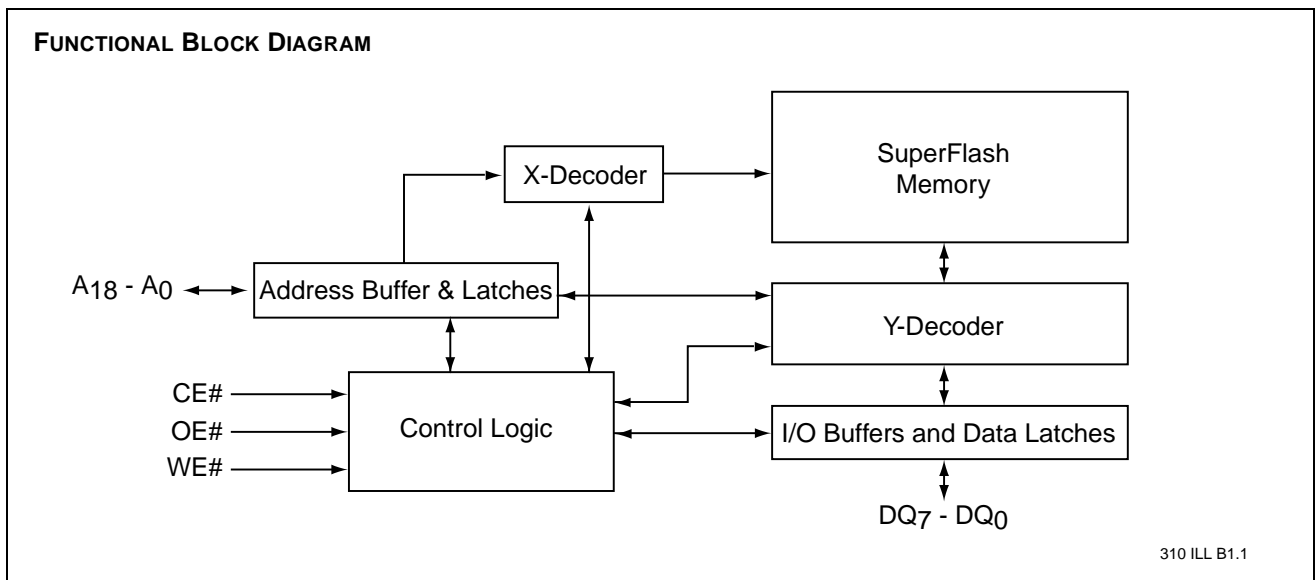 FUNCTIONAL BLOCK DIAGRAM
SuperFlash
Memory
X-Decoder
A18 - A0
Address Buffer & Latches
Y-Decoder
CE#
OE#
WE#
Control Logic
I/O Buffers and Data Latches
DQ7 - DQ0
310 ILL B1.1